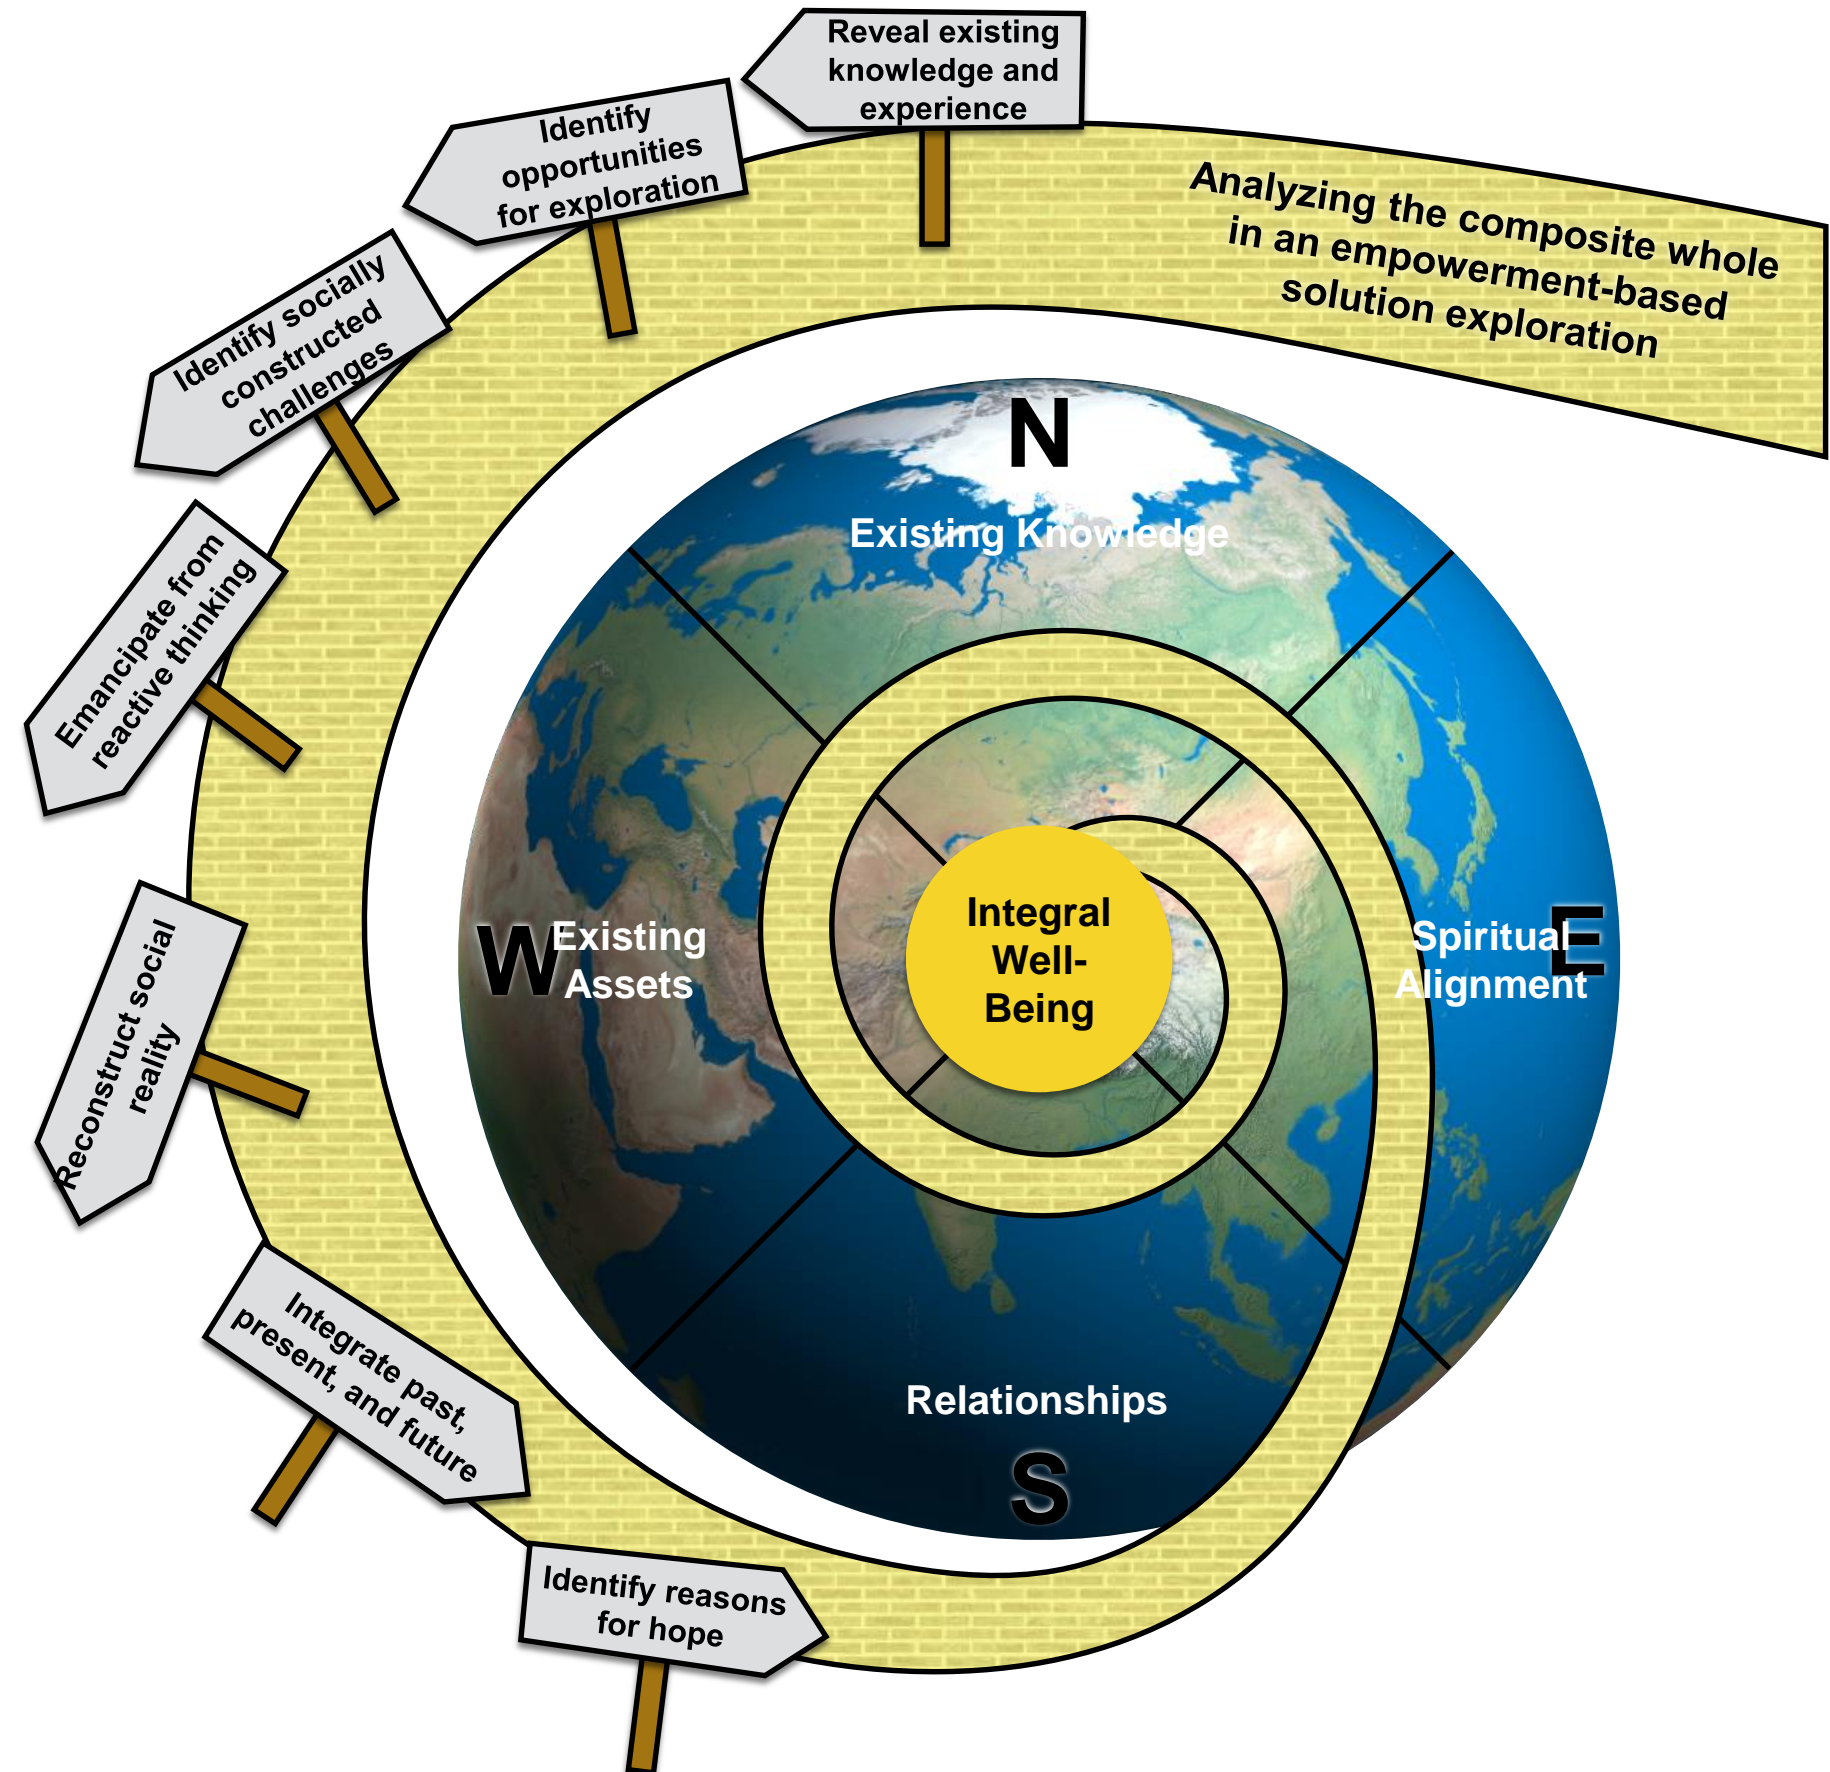 Reveal existing
knowledge and
experience
Identify
opportunities
for exploration
Analyzing the composite whole
in an empowerment-based
solution exploration
Identify socially
constructed
challenges
N
Existing Knowledge
Emancipate from
reactive thinking
Integral
Well-
Being
W
Existing
Assets
Spiritual
Alignment
E
Reconstruct social
reality
Integrate past,
present, and future
Relationships
S
Identify reasons
for hope